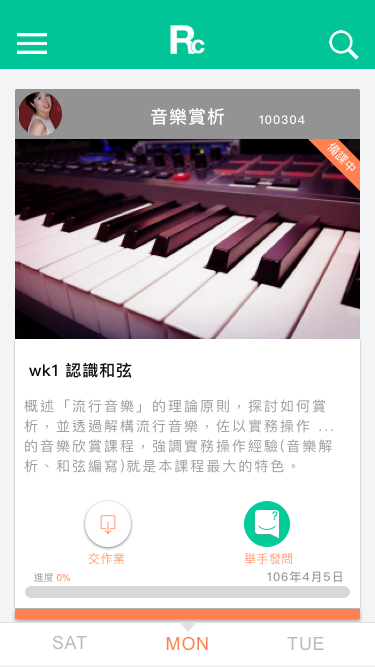 Rc
音樂賞析 100304
備課中
wk1 認識和弦
概述「流行音樂」的理論原則，探討如何賞
析，並透過解構流行音樂，佐以實務操作 ...
的音樂欣賞課程，強調實務操作經驗(音樂解
析、和弦編寫)就是本課程最大的特色。
?
交作業 舉手發問
進度 0% 106年4月5日
SAT MON TUE